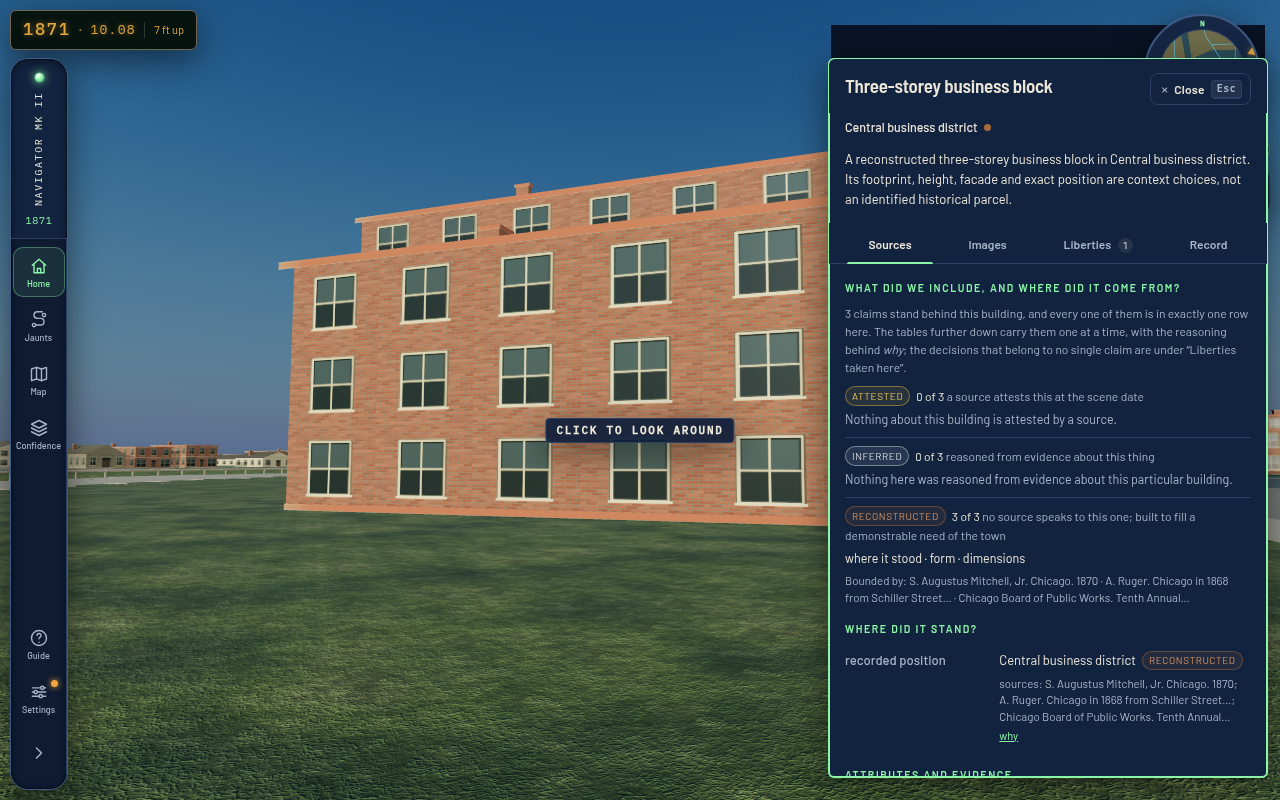 1871 · 10.08 7 ft up
NAVIGATOR MK II
1871
Home
Jaunts
Map
Confidence
Guide
Settings
CLICK TO LOOK AROUND
N
Three-storey business block
× Close Esc
Central business district
A reconstructed three-storey business block in Central business district.
Its footprint, height, facade and exact position are context choices, not
an identified historical parcel.
Sources Images Liberties 1 Record
WHAT DID WE INCLUDE, AND WHERE DID IT COME FROM?
3 claims stand behind this building, and every one of them is in exactly one row
here. The tables further down carry them one at a time, with the reasoning
behind why; the decisions that belong to no single claim are under “Liberties
taken here”.
ATTESTED 0 of 3 a source attests this at the scene date
Nothing about this building is attested by a source.
INFERRED 0 of 3 reasoned from evidence about this thing
Nothing here was reasoned from evidence about this particular building.
RECONSTRUCTED 3 of 3 no source speaks to this one; built to fill a
demonstrable need of the town
where it stood · form · dimensions
Bounded by: S. Augustus Mitchell, Jr. Chicago. 1870 · A. Ruger. Chicago in 1868
from Schiller Street… · Chicago Board of Public Works. Tenth Annual…
WHERE DID IT STAND?
recorded position Central business district RECONSTRUCTED
sources: S. Augustus Mitchell, Jr. Chicago. 1870;
A. Ruger. Chicago in 1868 from Schiller Street…;
Chicago Board of Public Works. Tenth Annual…
why
ATTRIBUTES AND EVIDENCE